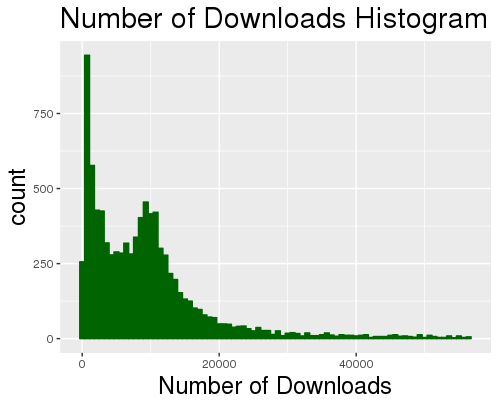 Number of Downloads Histogram
count
750
500
250
0
0 20000 40000
Number of Downloads